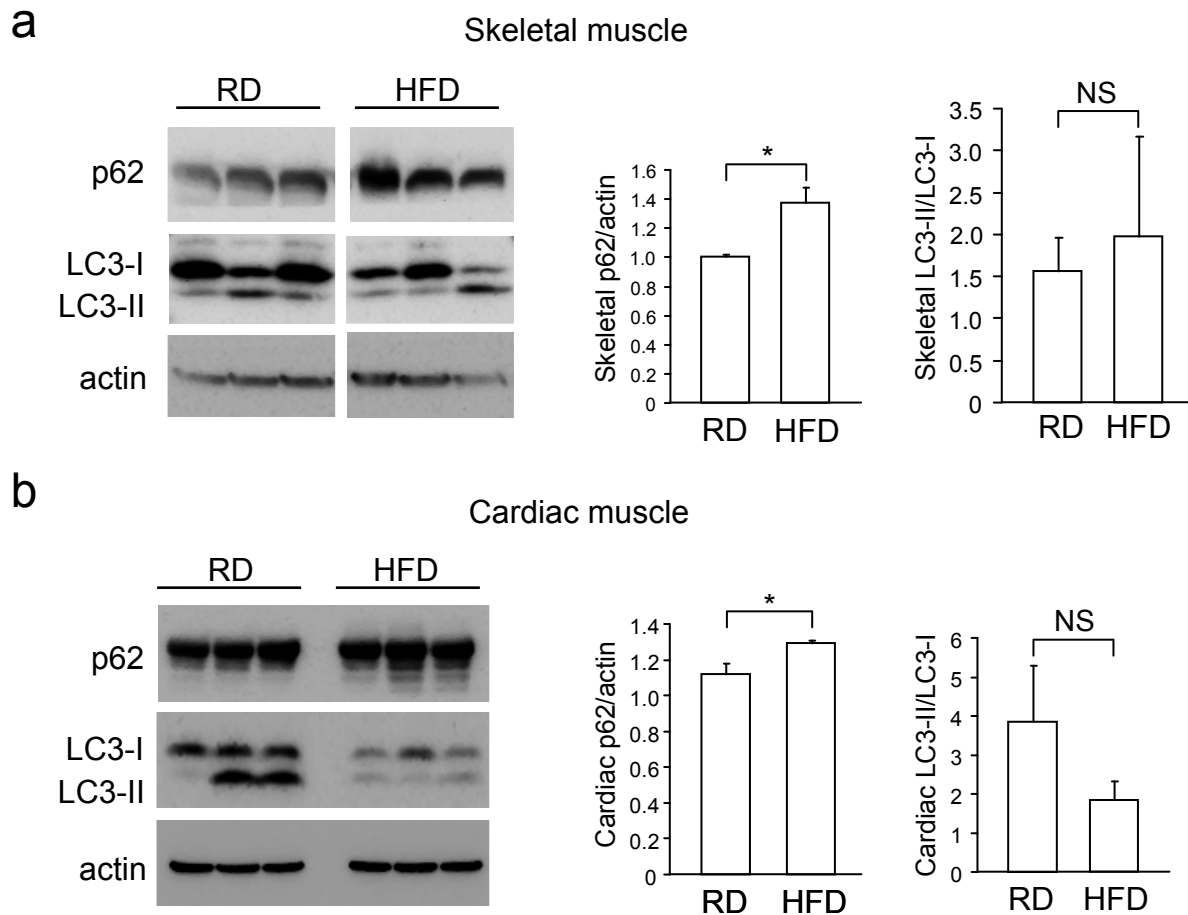 a
Skeletal muscle
RD HFD
p62
LC3-I
LC3-II
actin
Skeletal p62/actin
1.6
1.4
1.2
1.0
0.8
0.6
0.4
0.2
0
*
RD HFD
Skeletal LC3-II/LC3-I
3.5
3.0
2.5
2.0
1.5
1.0
0.5
0
NS
RD HFD
b
Cardiac muscle
RD HFD
p62
LC3-I
LC3-II
actin
Cardiac p62/actin
1.4
1.2
1.0
0.8
0.6
0.4
0.2
0
*
RD HFD
Cardiac LC3-II/LC3-I
6
5
4
3
2
1
0
NS
RD HFD